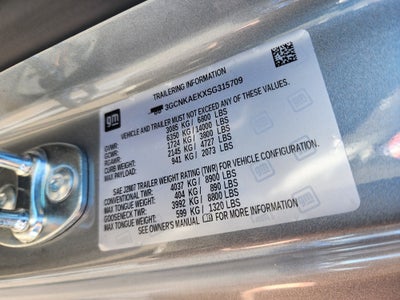 TRAILERING INFORMATION
3GCNKAEKXSG315709
gm
VEHICLE AND TRAILER MUST NOT EXCEED ANY OF THESE VALUES.
GVWR: 3085 KG/ 6800 LBS
GCWR: 6350 KG/ 14000 LBS
GAWR: 1724 KG/ 3800 LBS
RGAWR: 2145 KG/ 4727 LBS
CURB WEIGHT:
MAX PAYLOAD: 941 KG/ 2073 LBS
SAE J2807 TRAILER WEIGHT RATING (TWR) FOR VEHICLE CONFIGURATION.
CONVENTIONAL TWR: 4037 KG/ 8900 LBS
MAX TONGUE WEIGHT: 404 KG/ 890 LBS
GOOSENECK TWR: 3992 KG/ 8800 LBS
MAX TONGUE WEIGHT: 599 KG/ 1320 LBS
SEE OWNER'S MANUAL FOR MORE INFORMATION